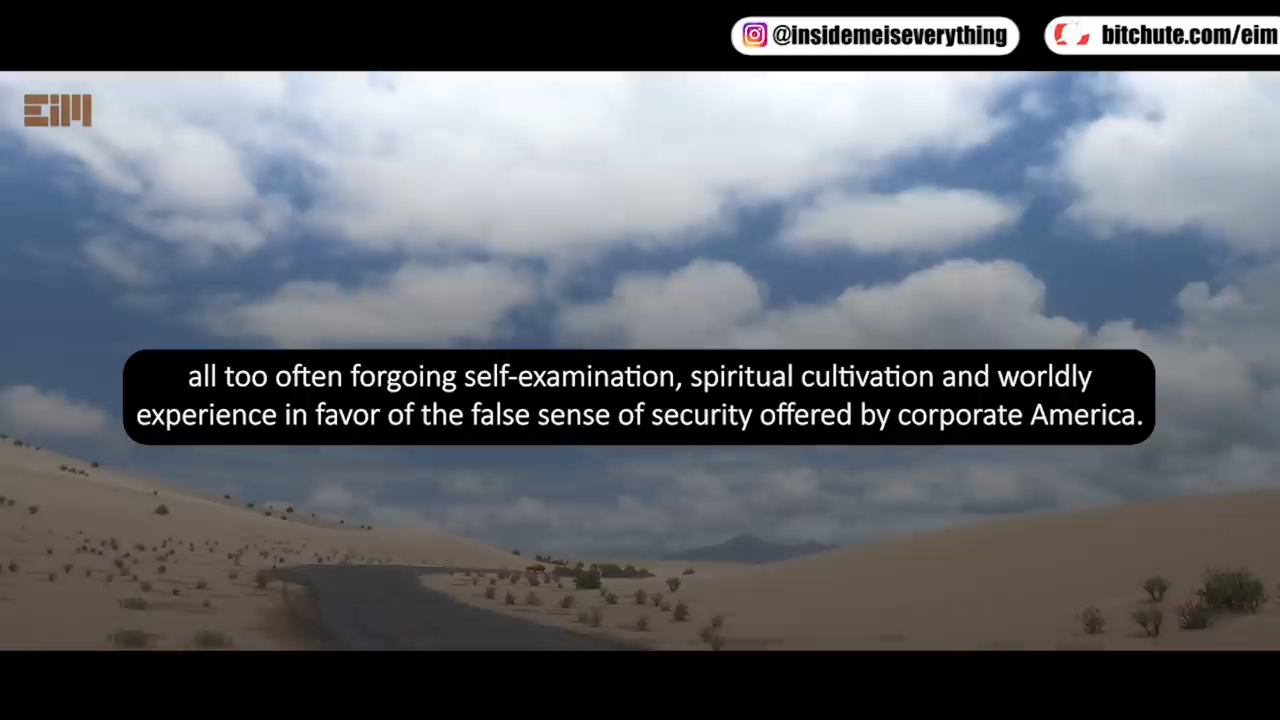 @insidemeiseverything
bitchute.com/eim
EiM
all too often forgoing self-examination, spiritual cultivation and worldly
experience in favor of the false sense of security offered by corporate America.